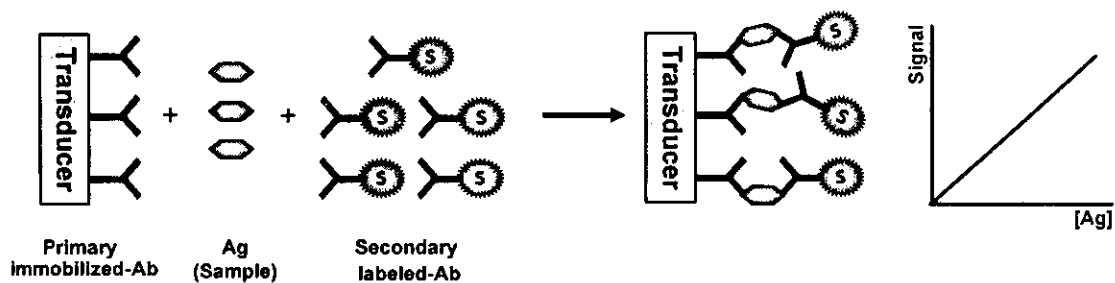 Transducer
+
+
S
S
S
S
S
Transducer
S
S
S
Signal
[Ag]
Primary
immobilized-Ab
Ag
(Sample)
Secondary
labeled-Ab